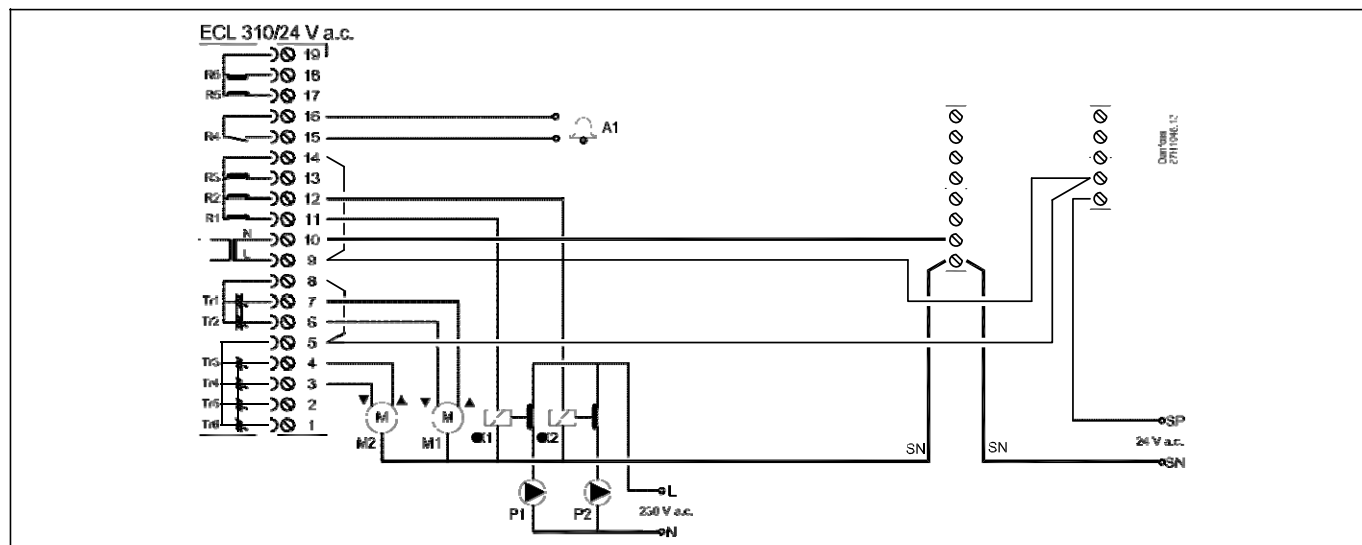 ECL 310/24 V a.c.
19
R6 18
R5 17
16
R4 15
A1
14
R3 13
R2 12
R1 11
N 10
L 9
8
Tr1 7
Tr2 6
5
Tr3 4
Tr4 3
Tr5 2
Tr6 1
M M
M2 M1 K1 K2
SN SN
SP
24 V a.c.
SN
P1 P2
L
230 V a.c.
N
Danfoss